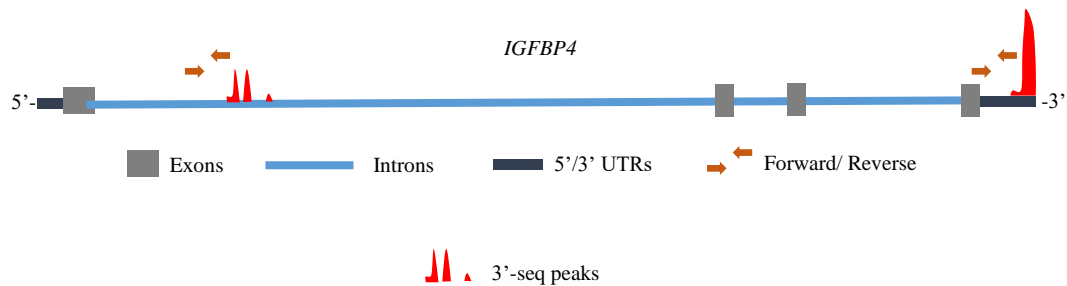 IGFBP4
5’- -3’
Exons Introns 5’/3’ UTRs Forward/ Reverse
3’-seq peaks